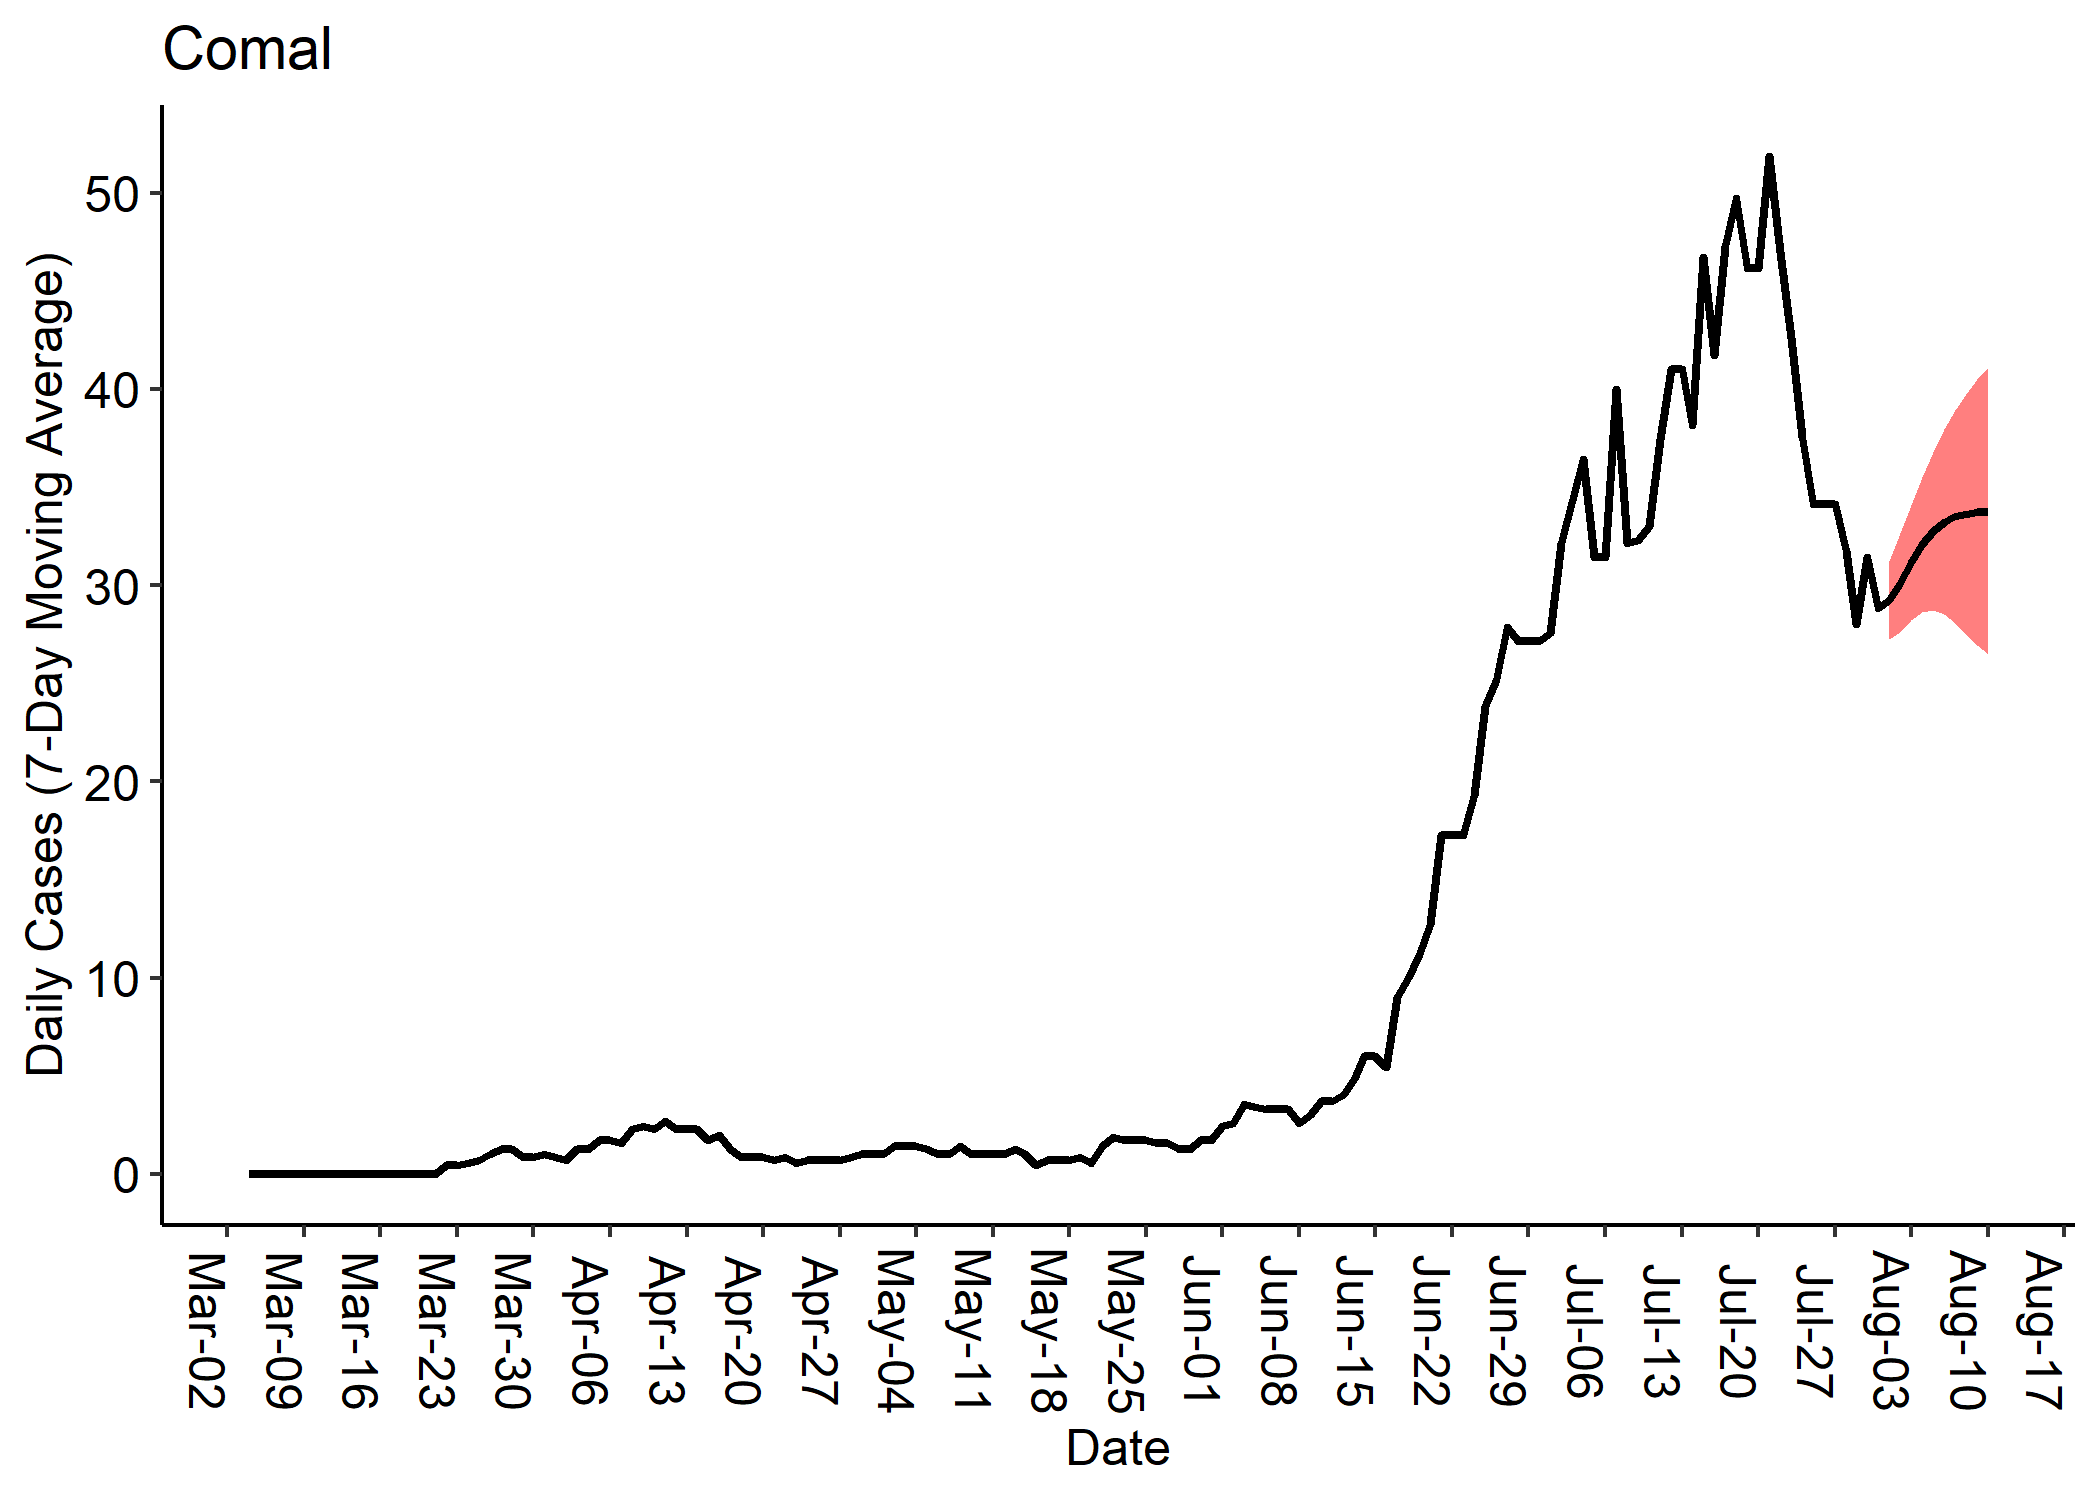 Comal
Daily Cases (7-Day Moving Average)
50
40
30
20
10
0
Mar-02
Mar-09
Mar-16
Mar-23
Mar-30
Apr-06
Apr-13
Apr-20
Apr-27
May-04
May-11
May-18
May-25
Jun-01
Jun-08
Jun-15
Jun-22
Jun-29
Jul-06
Jul-13
Jul-20
Jul-27
Aug-03
Aug-10
Aug-17
Date